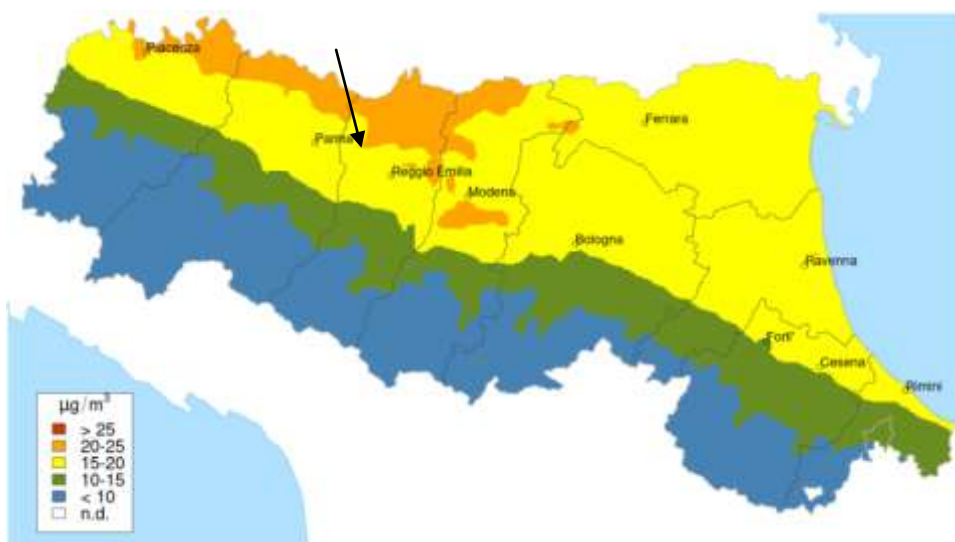 Piacenza
Parma
Reggio Emilia
Modena
Ferrara
Bologna
Ravenna
Forlì
Cesena
Rimini
µg/m³
> 25
20-25
15-20
10-15
< 10
n.d.